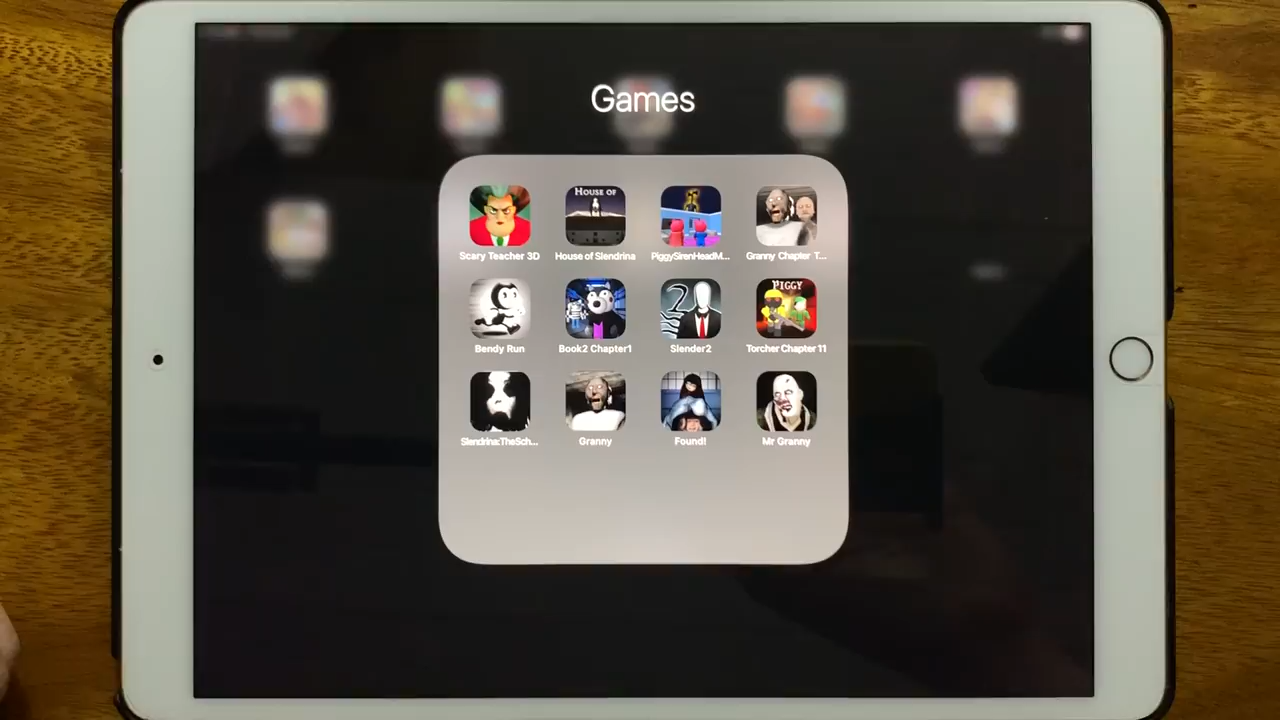 Games
HOUSE OF
Scary Teacher 3D
House of Slendrina
PiggySirenHeadM...
Granny Chapter T...
2
PIGGY
Bendy Run
Book2 Chapter1
Slender2
Torcher Chapter 11
Slendrina:TheSch...
Granny
Found!
Mr Granny